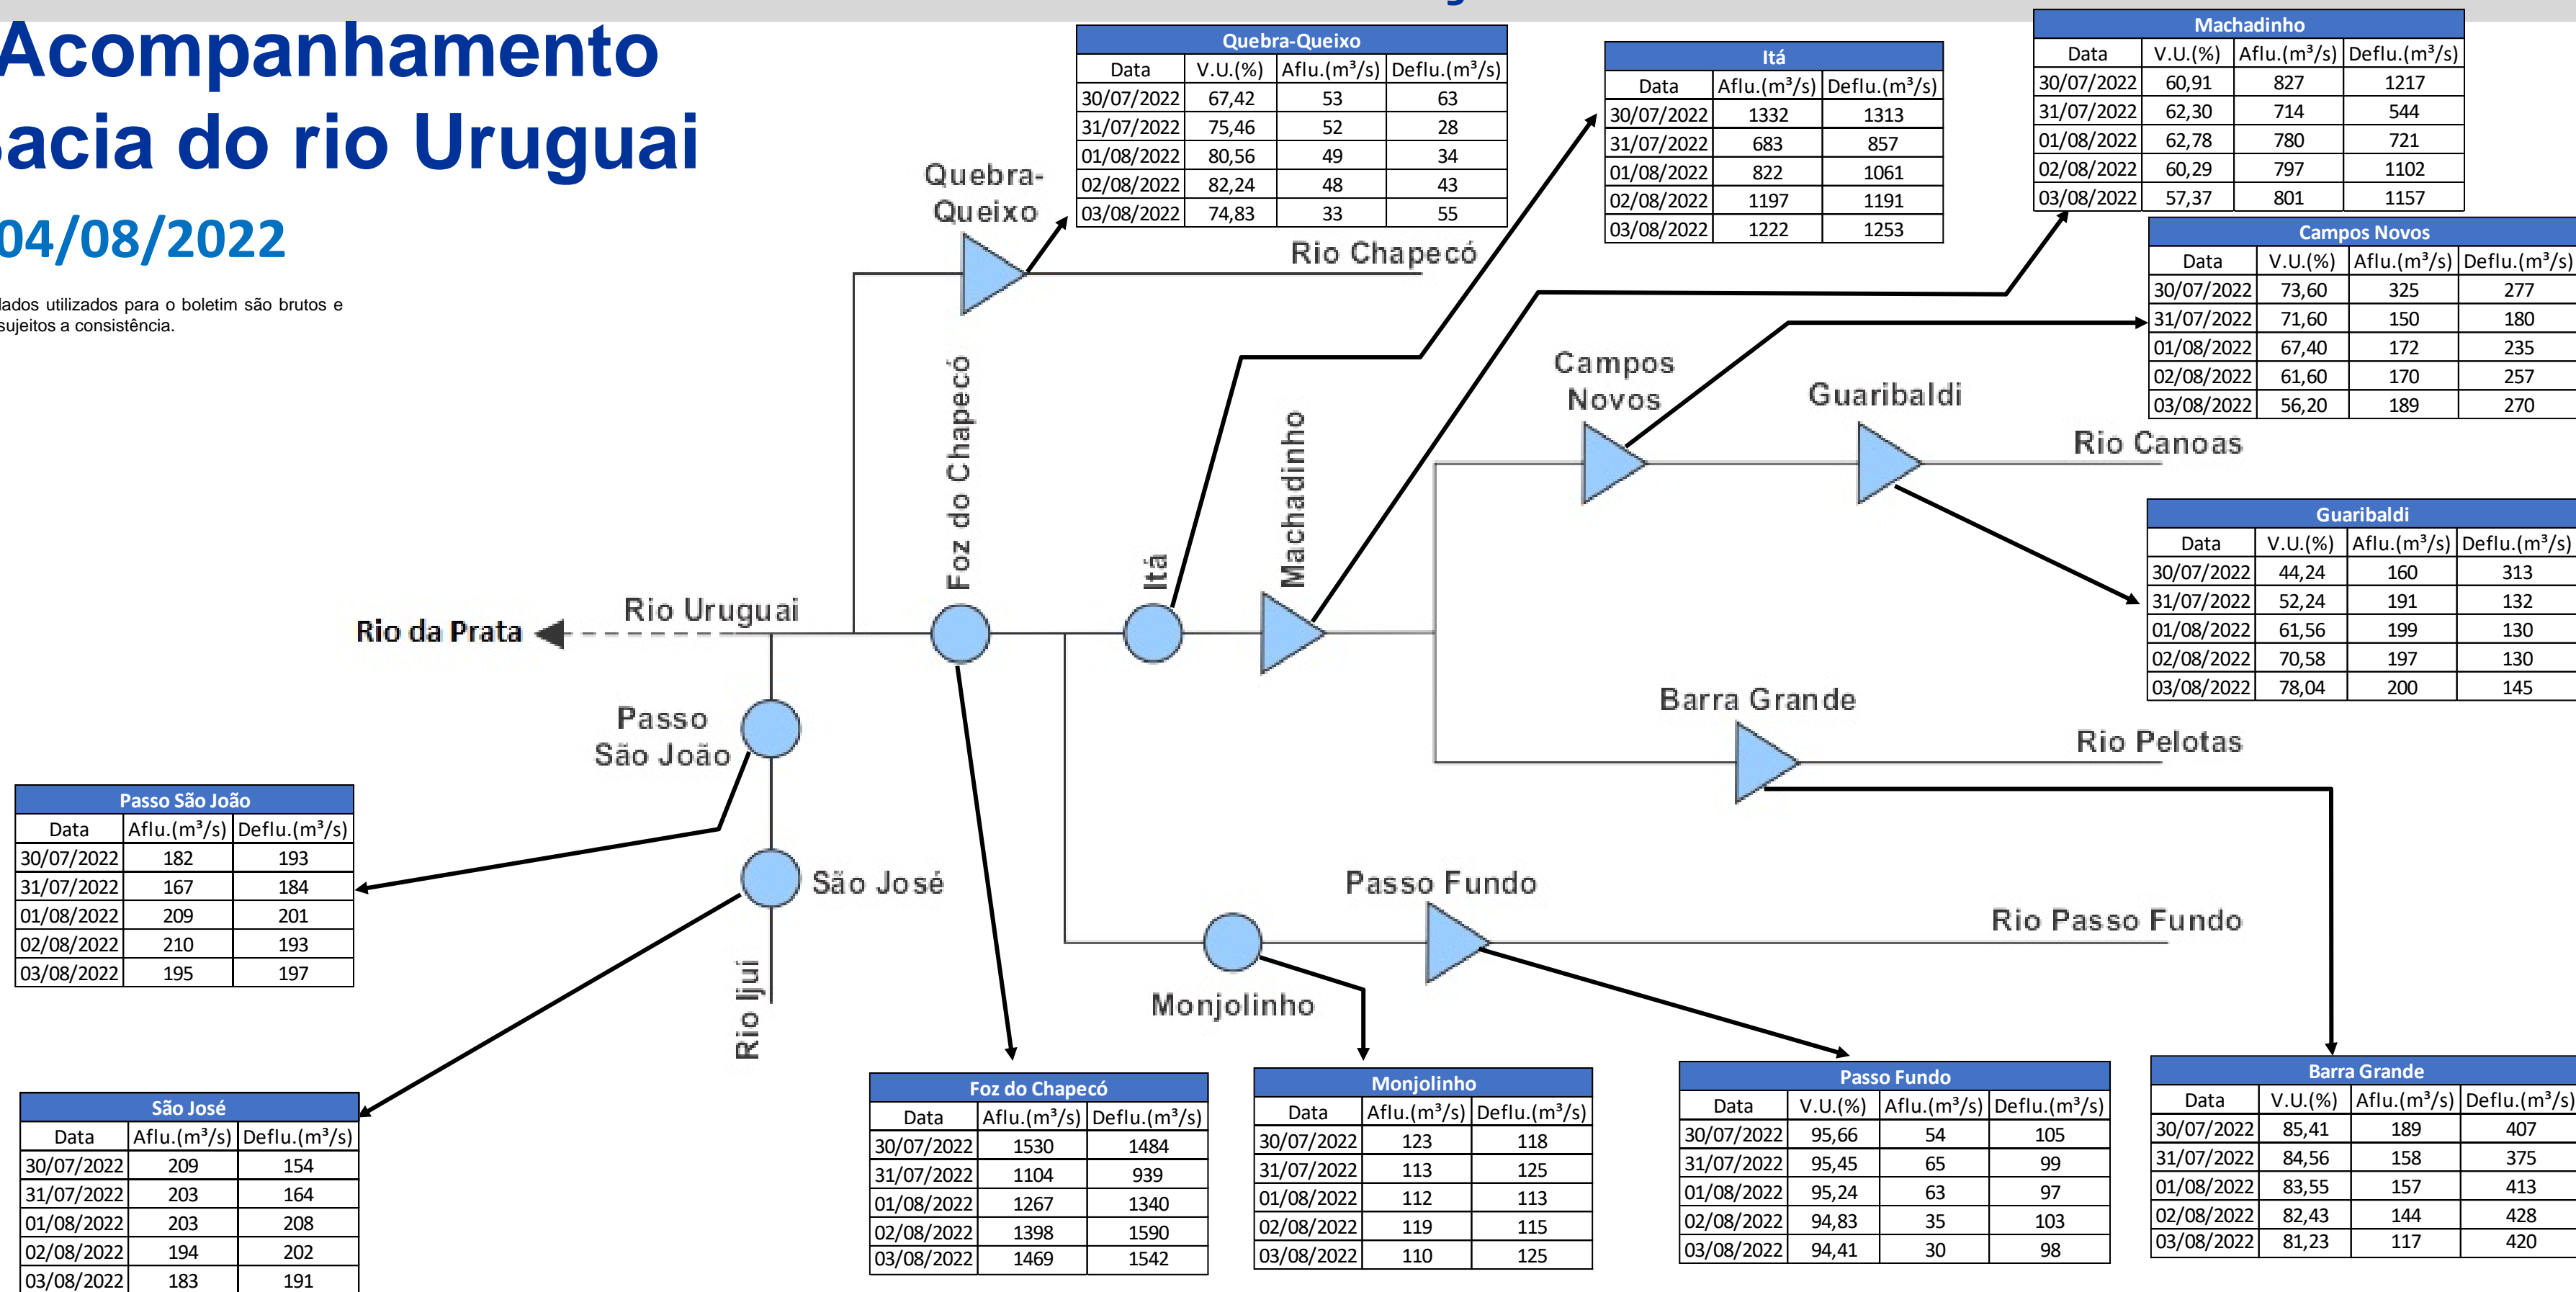 Acompanhamento
acia do rio Uruguai
04/08/2022
lados utilizados para o boletim são brutos e
sujeitos a consistência.
Quebra-Queixo
Data V.U.(%) Aflu.(m³/s) Deflu.(m³/s)
30/07/2022 67,42 53 63
31/07/2022 75,46 52 28
01/08/2022 80,56 49 34
02/08/2022 82,24 48 43
03/08/2022 74,83 33 55
Itá
Data Aflu.(m³/s) Deflu.(m³/s)
30/07/2022 1332 1313
31/07/2022 683 857
01/08/2022 822 1061
02/08/2022 1197 1191
03/08/2022 1222 1253
Machadinho
Data V.U.(%) Aflu.(m³/s) Deflu.(m³/s)
30/07/2022 60,91 827 1217
31/07/2022 62,30 714 544
01/08/2022 62,78 780 721
02/08/2022 60,29 797 1102
03/08/2022 57,37 801 1157
Campos Novos
Data V.U.(%) Aflu.(m³/s) Deflu.(m³/s)
30/07/2022 73,60 325 277
31/07/2022 71,60 150 180
01/08/2022 67,40 172 235
02/08/2022 61,60 170 257
03/08/2022 56,20 189 270
Guaribaldi
Data V.U.(%) Aflu.(m³/s) Deflu.(m³/s)
30/07/2022 44,24 160 313
31/07/2022 52,24 191 132
01/08/2022 61,56 199 130
02/08/2022 70,58 197 130
03/08/2022 78,04 200 145
Quebra-
Queixo
Rio Chapecó
Foz do Chapecó
Itá
Machadinho
Campos
Novos
Guaribaldi
Rio Canoas
Rio da Prata
Rio Uruguai
Passo
São João
São José
Rio Ijui
Barra Grande
Rio Pelotas
Passo Fundo
Rio Passo Fundo
Monjolinho
Passo São João
Data Aflu.(m³/s) Deflu.(m³/s)
30/07/2022 182 193
31/07/2022 167 184
01/08/2022 209 201
02/08/2022 210 193
03/08/2022 195 197
São José
Data Aflu.(m³/s) Deflu.(m³/s)
30/07/2022 209 154
31/07/2022 203 164
01/08/2022 203 208
02/08/2022 194 202
03/08/2022 183 191
Foz do Chapecó
Data Aflu.(m³/s) Deflu.(m³/s)
30/07/2022 1530 1484
31/07/2022 1104 939
01/08/2022 1267 1340
02/08/2022 1398 1590
03/08/2022 1469 1542
Monjolinho
Data Aflu.(m³/s) Deflu.(m³/s)
30/07/2022 123 118
31/07/2022 113 125
01/08/2022 112 113
02/08/2022 119 115
03/08/2022 110 125
Passo Fundo
Data V.U.(%) Aflu.(m³/s) Deflu.(m³/s)
30/07/2022 95,66 54 105
31/07/2022 95,45 65 99
01/08/2022 95,24 63 97
02/08/2022 94,83 35 103
03/08/2022 94,41 30 98
Barra Grande
Data V.U.(%) Aflu.(m³/s) Deflu.(m³/s)
30/07/2022 85,41 189 407
31/07/2022 84,56 158 375
01/08/2022 83,55 157 413
02/08/2022 82,43 144 428
03/08/2022 81,23 117 420